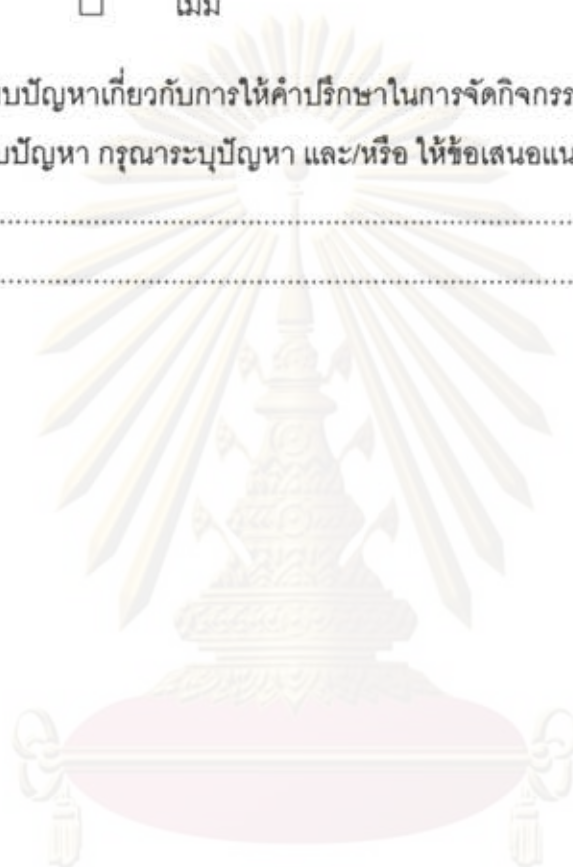 ไม่มี
บปัญหาเกี่ยวกับการให้คำปรึกษาในการจัดกิจกรร
บปัญหา กรุณาระบุปัญหา และ/หรือ ให้ข้อเสนอแน